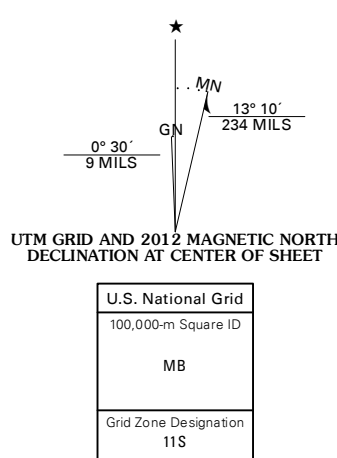 MN
13° 10´
234 MILS
GN
0° 30´
9 MILS
UTM GRID AND 2012 MAGNETIC NORTH
DECLINATION AT CENTER OF SHEET
U.S. National Grid
100,000-m Square ID
MB
Grid Zone Designation
11S